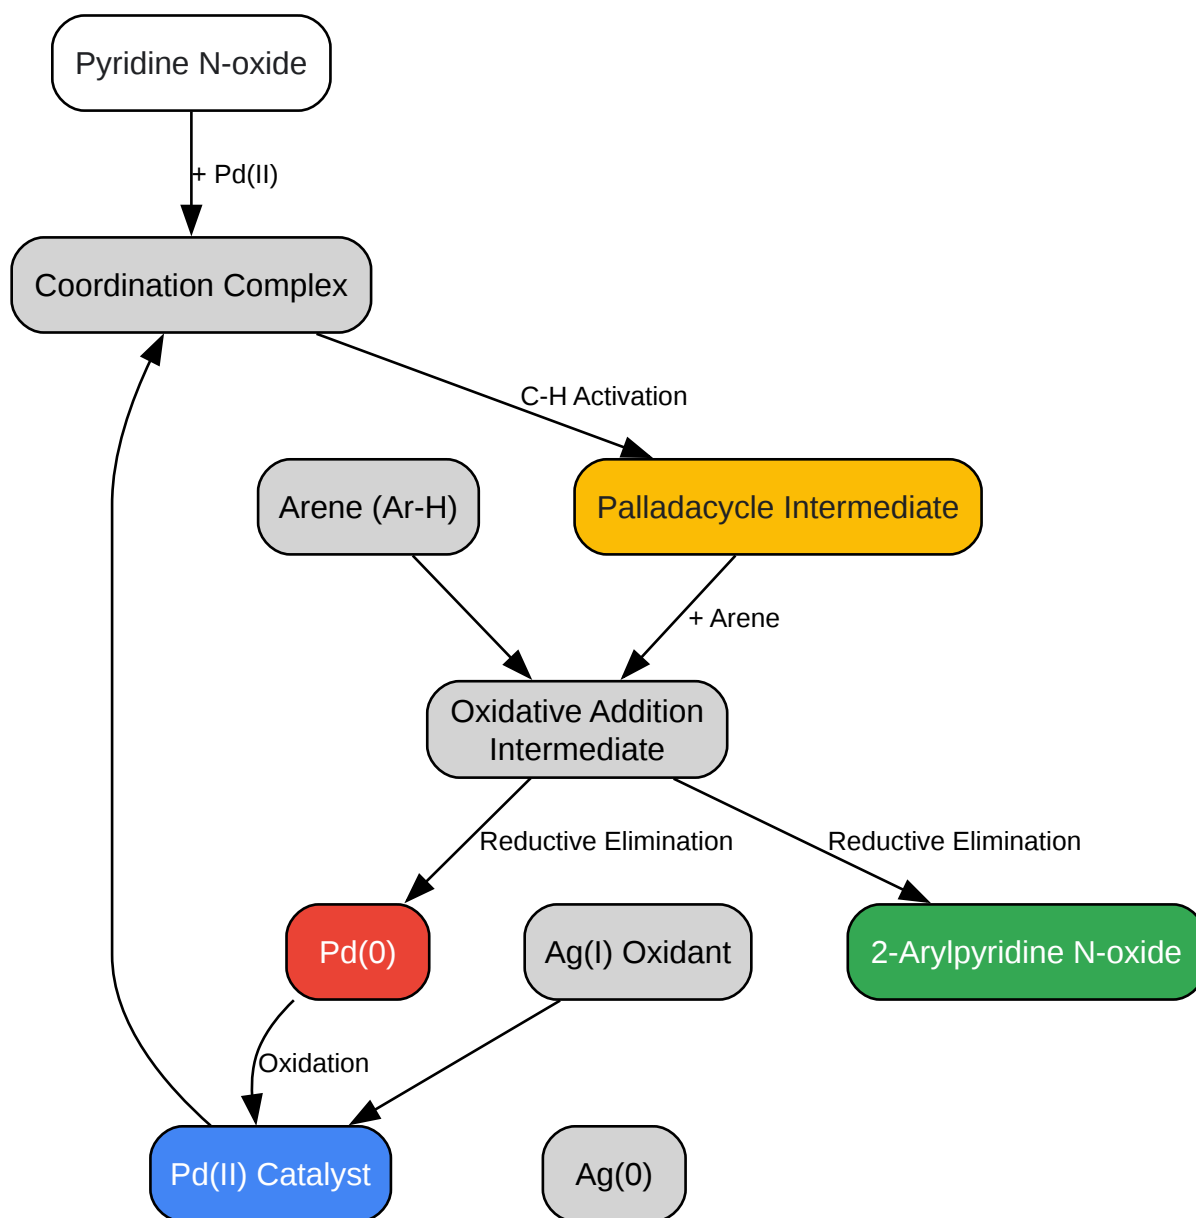 Pyridine N-oxide
+ Pd(II)
Coordination Complex
C-H Activation
Arene (Ar-H)
Palladacycle Intermediate
+ Arene
Oxidative Addition
Intermediate
Reductive Elimination
Reductive Elimination
Pd(0)
Ag(I) Oxidant
2-Arylpyridine N-oxide
Oxidation
Pd(II) Catalyst
Ag(0)